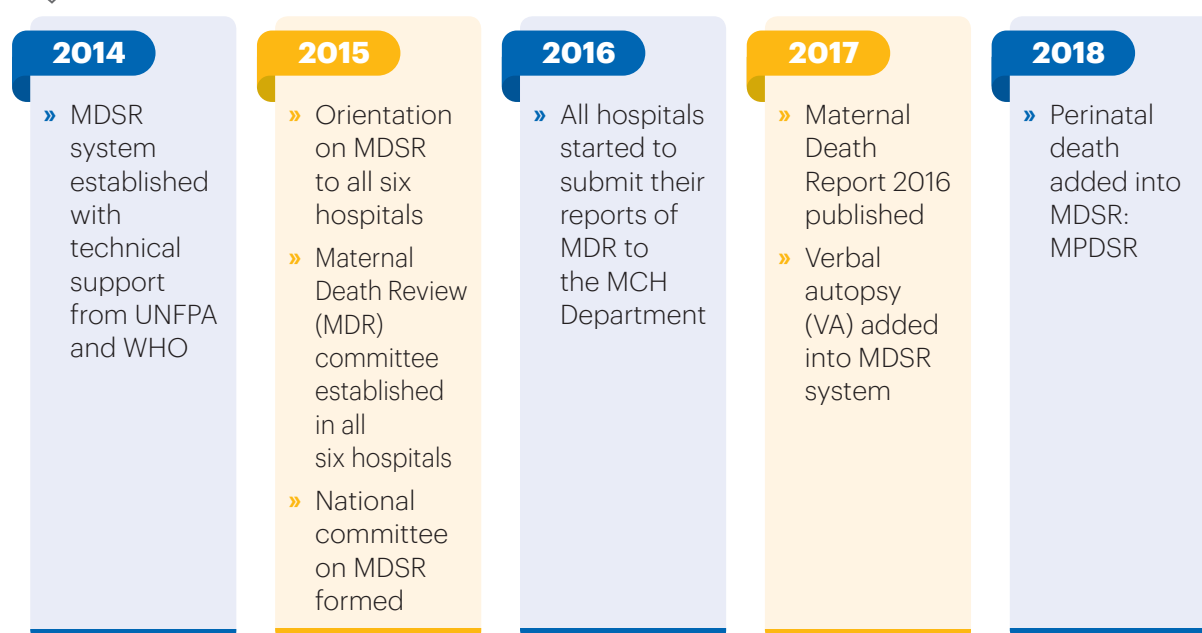 2014
» MDSR
system
established
with
technical
support
from UNFPA
and WHO
2015
» Orientation
on MDSR
to all six
hospitals
» Maternal
Death Review
(MDR)
committee
established
in all
six hospitals
» National
committee
on MDSR
formed
2016
» All hospitals
started to
submit their
reports of
MDR to
the MCH
Department
2017
» Maternal
Death
Report 2016
published
» Verbal
autopsy
(VA) added
into MDSR
system
2018
» Perinatal
death
added into
MDSR:
MPDSR